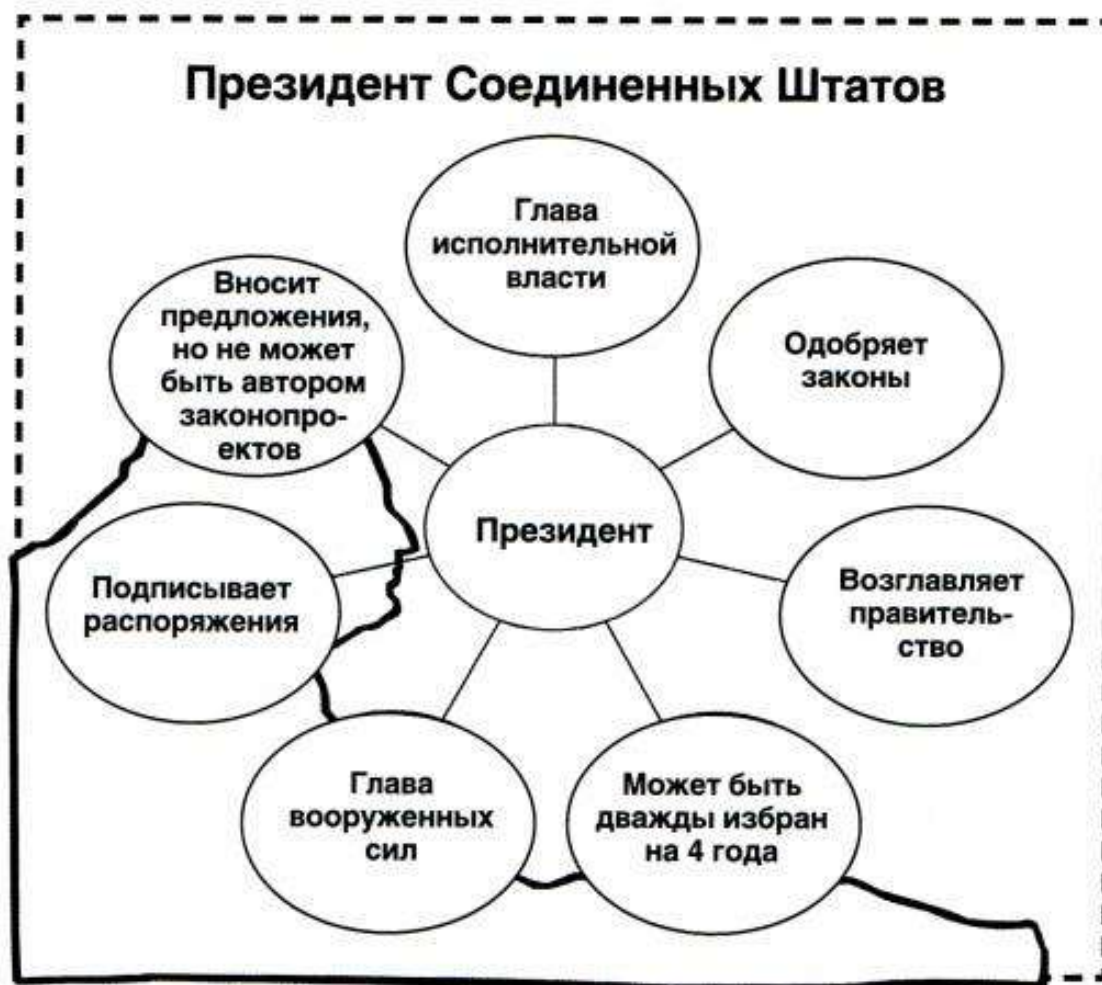 Президент Соединенных Штатов
Глава
исполнительной
власти
Вносит
предложения,
но не может
быть автором
законопро-
ектов
Одобряет
законы
Президент
Подписывает
распоряжения
Возглавляет
правитель-
ство
Глава
вооруженных
сил
Может быть
дважды избран
на 4 года